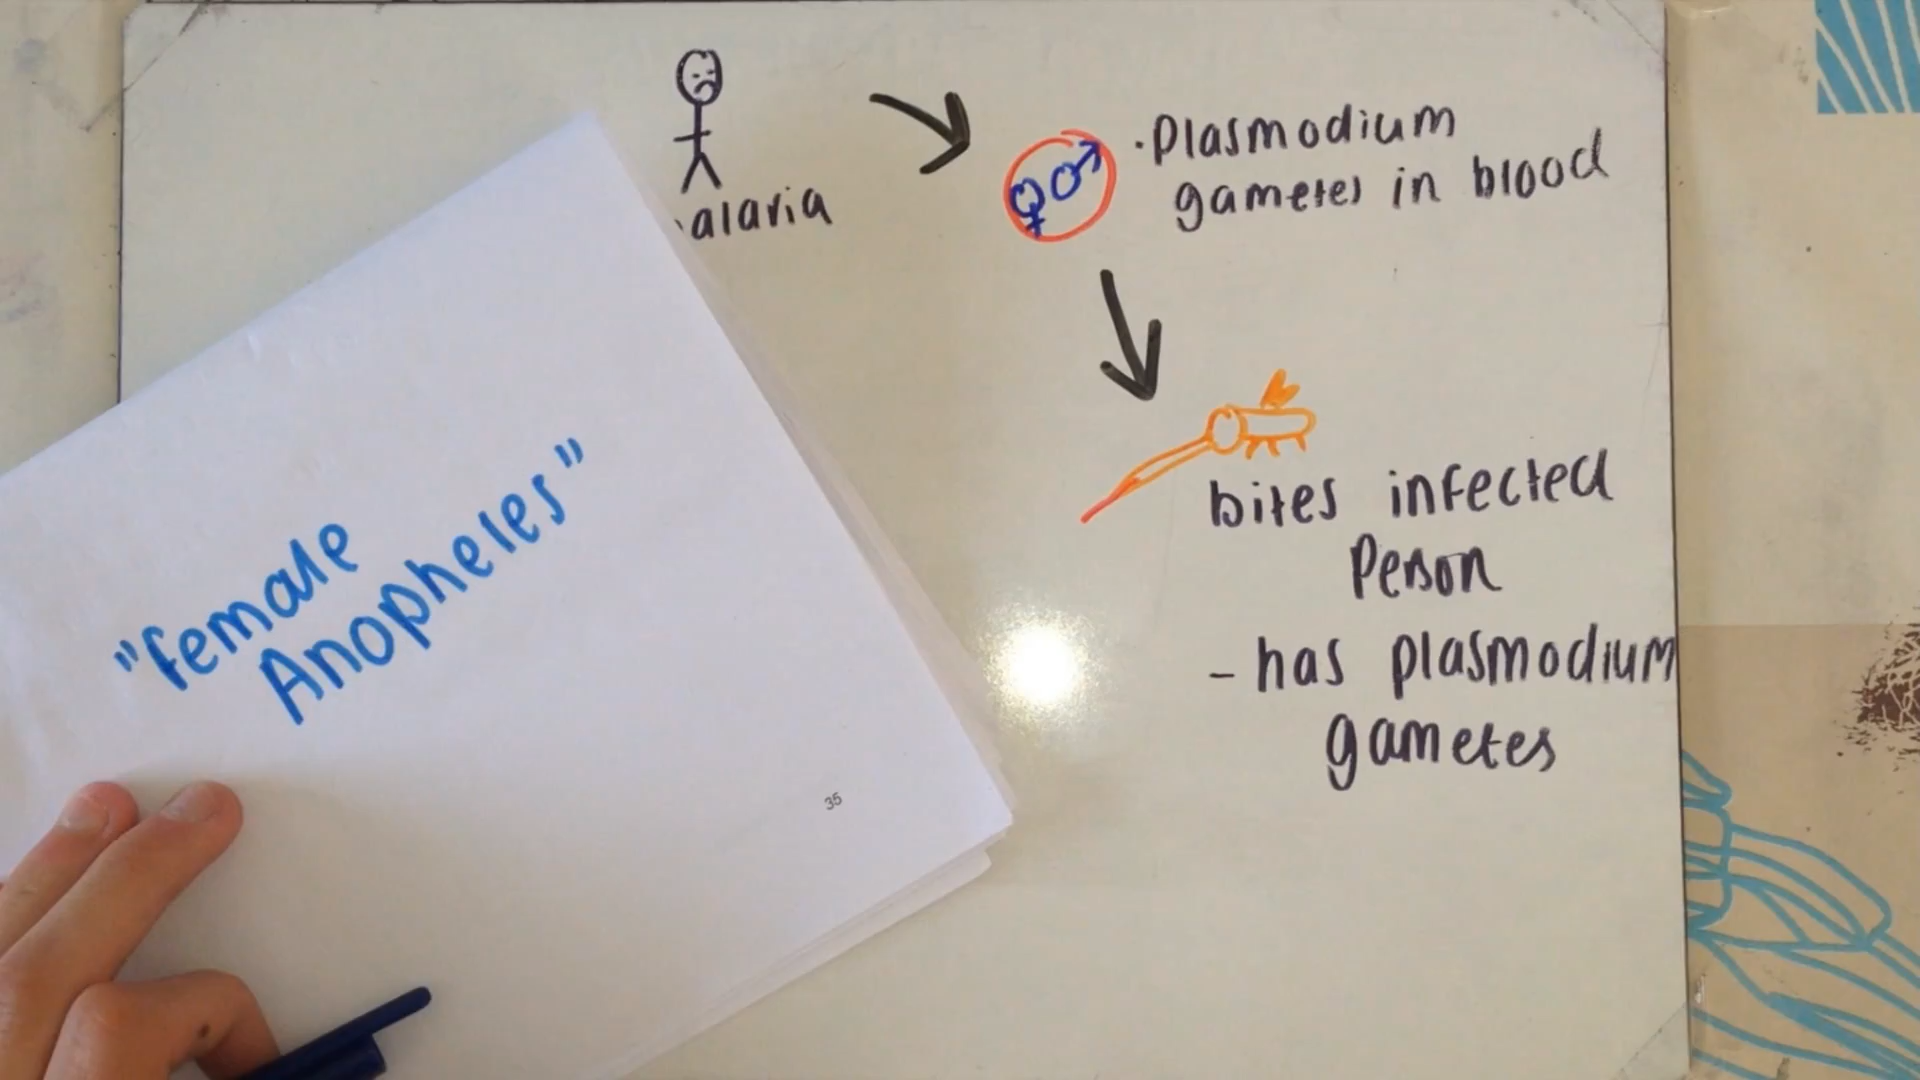 alaria
· Plasmodium
gametes in blood
bites infected
Person
- has plasmodium
gametes
"female
Anopheles"
35